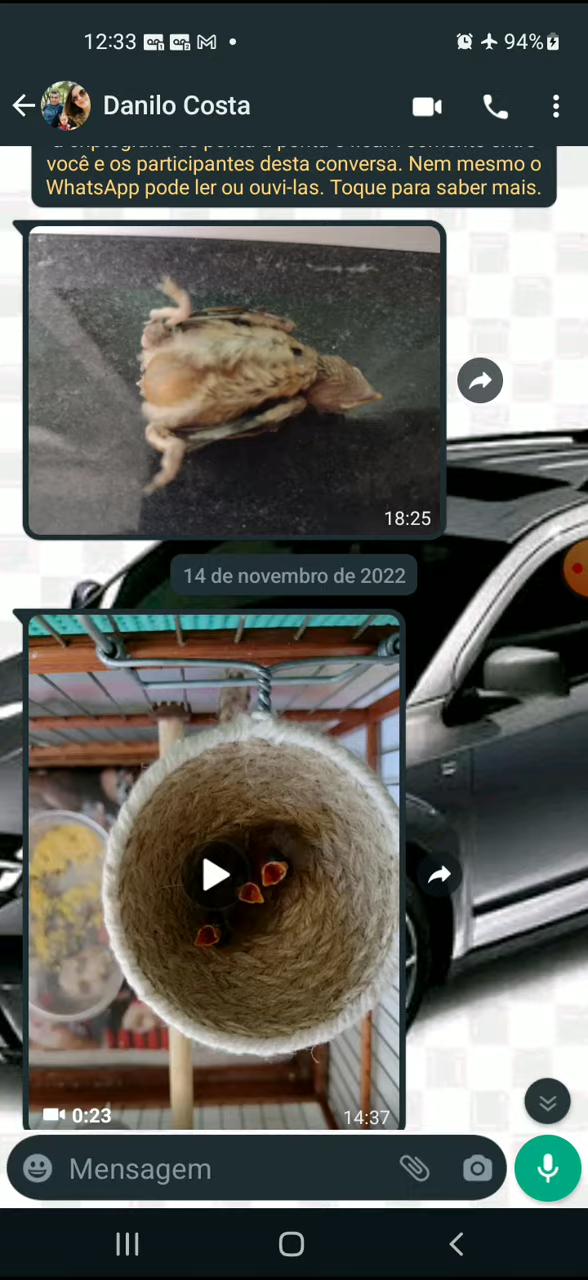 12:33
94%
Danilo Costa
você e os participantes desta conversa. Nem mesmo o
WhatsApp pode ler ou ouvi-las. Toque para saber mais.
18:25
14 de novembro de 2022
0:23
14:37
Mensagem